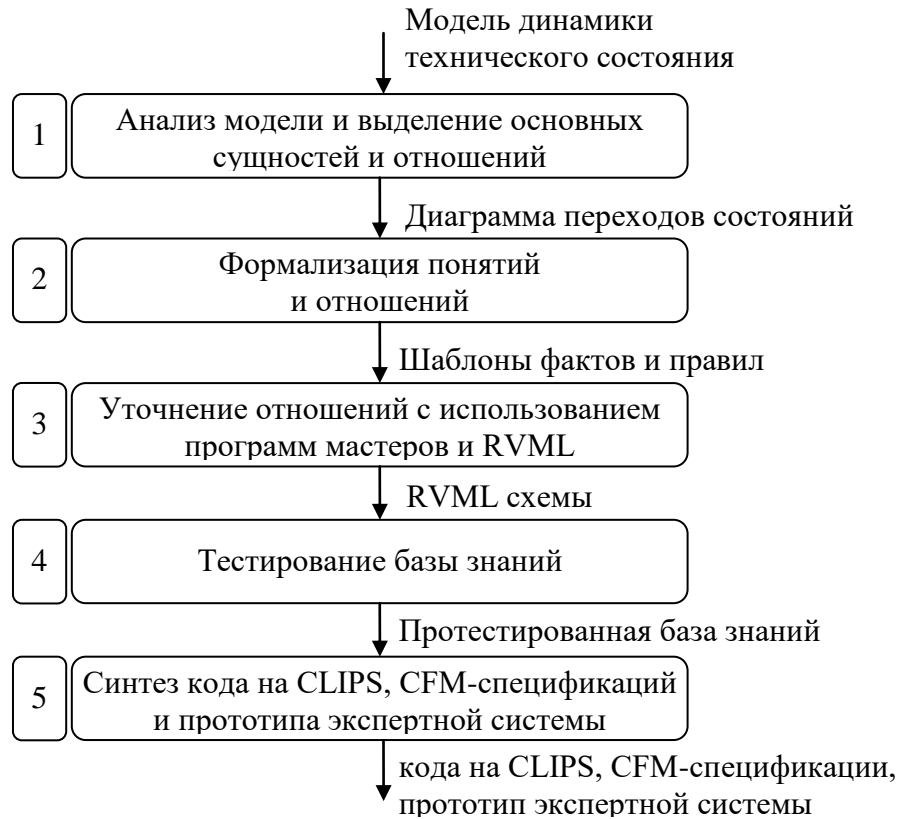 Модель динамики
технического состояния
1
Анализ модели и выделение основных
сущностей и отношений
Диаграмма переходов состояний
2
Формализация понятий
и отношений
Шаблоны фактов и правил
3
Уточнение отношений с использованием
программ мастеров и RVML
RVML схемы
4
Тестирование базы знаний
Протестированная база знаний
5
Синтез кода на CLIPS, CFM-спецификаций
и прототипа экспертной системы
кода на CLIPS, CFM-спецификации,
прототип экспертной системы